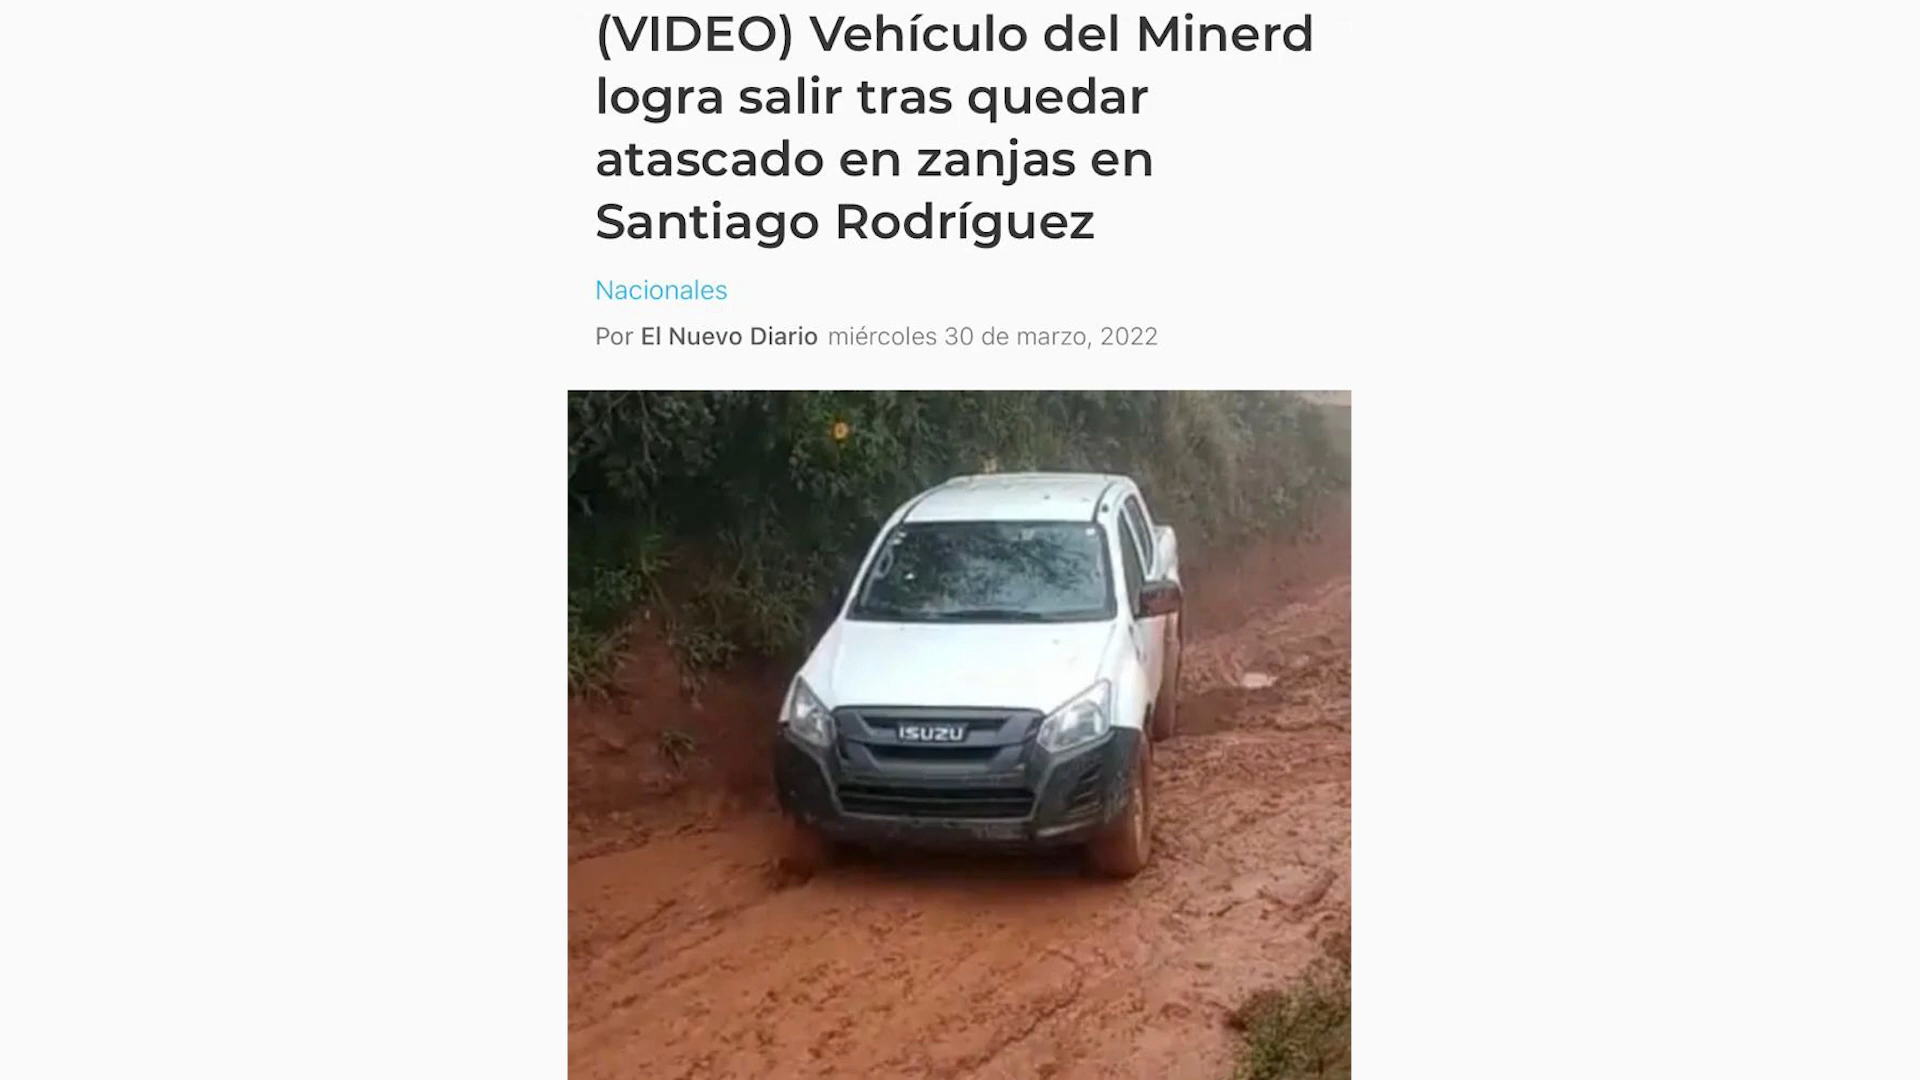 (VIDEO) Vehículo del Minerd
logra salir tras quedar
atascado en zanjas en
Santiago Rodríguez
Nacionales
Por El Nuevo Diario miércoles 30 de marzo, 2022
ISUZU